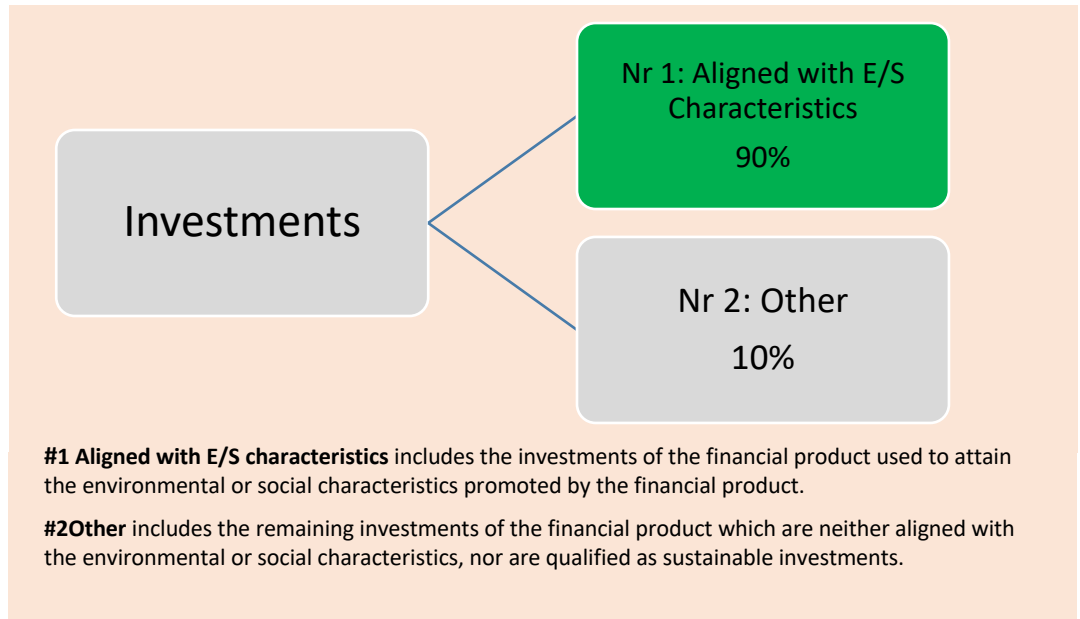 Nr 1: Aligned with E/S
Characteristics
90%
Investments
Nr 2: Other
10%
#1 Aligned with E/S characteristics includes the investments of the financial product used to attain
the environmental or social characteristics promoted by the financial product.
#2Other includes the remaining investments of the financial product which are neither aligned with
the environmental or social characteristics, nor are qualified as sustainable investments.